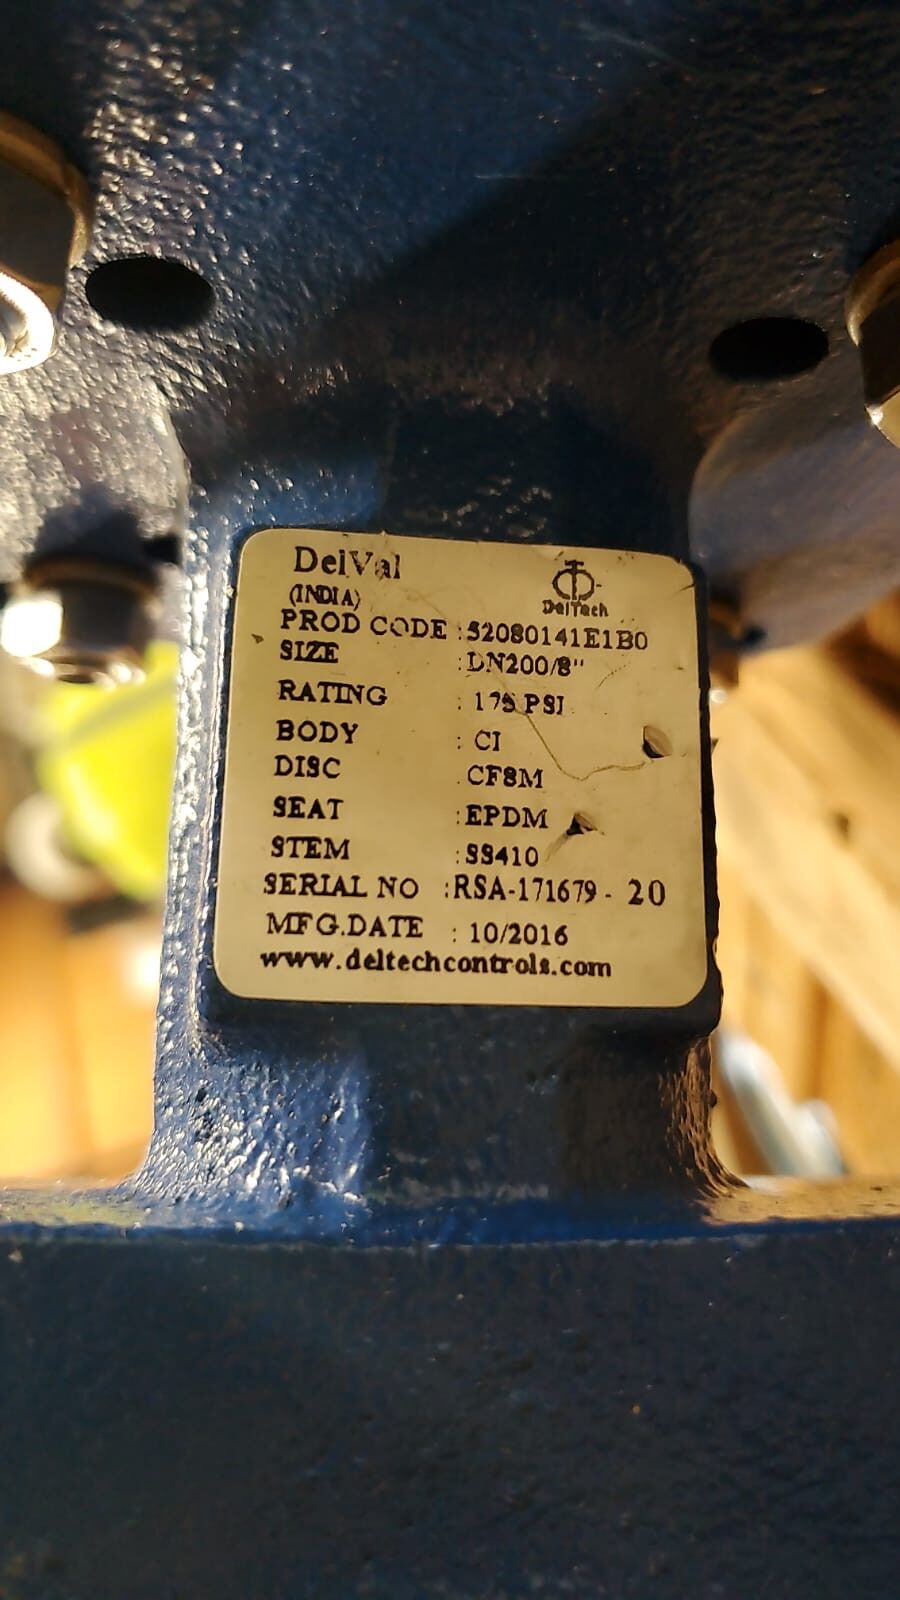 DelVal
(INDIA)
DelTech
PROD CODE : 52080141E1B0
SIZE : DN200/8"
RATING : 175 PSI
BODY : CI
DISC : CF8M
SEAT : EPDM
STEM : SS410
SERIAL NO : RSA-171679 - 20
MFG.DATE : 10/2016
www.deltechcontrols.com